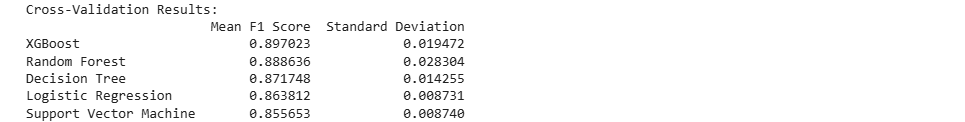 Cross-Validation Results:
Mean F1 Score Standard Deviation
XGBoost 0.897023 0.019472
Random Forest 0.888636 0.028304
Decision Tree 0.871748 0.014255
Logistic Regression 0.863812 0.008731
Support Vector Machine 0.855653 0.008740